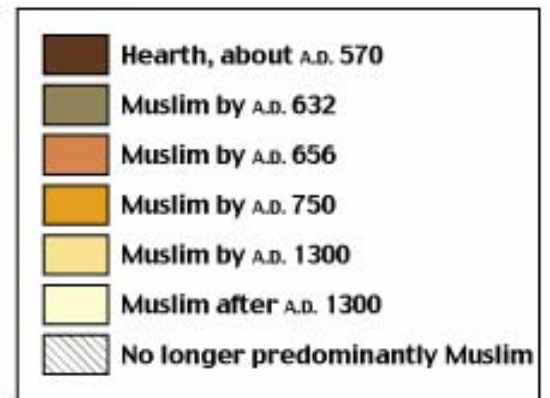 Hearth, about A.D. 570
Muslim by A.D. 632
Muslim by A.D. 656
Muslim by A.D. 750
Muslim by A.D. 1300
Muslim after A.D. 1300
No longer predominantly Muslim